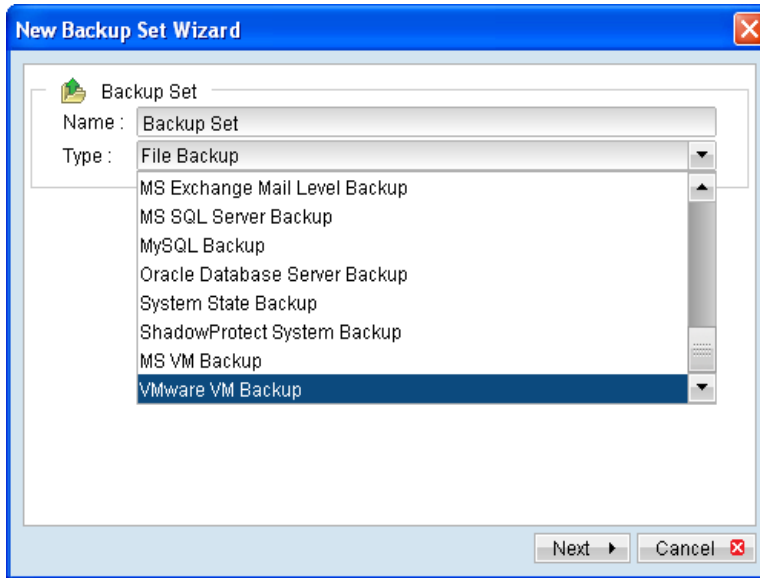 New Backup Set Wizard
Backup Set
Name : Backup Set
Type : File Backup
MS Exchange Mail Level Backup
MS SQL Server Backup
MySQL Backup
Oracle Database Server Backup
System State Backup
ShadowProtect System Backup
MS VM Backup
VMware VM Backup
Next Cancel